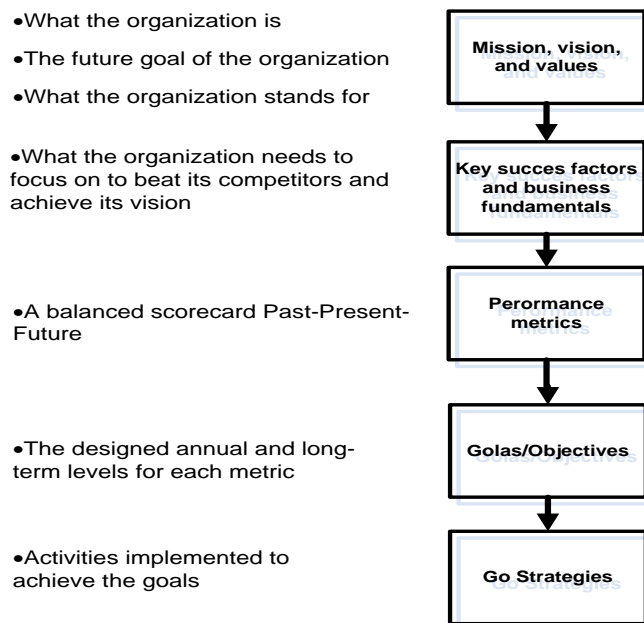 •What the organization is
•The future goal of the organization
•What the organization stands for
Mission, vision,
and values
•What the organization needs to
focus on to beat its competitors and
achieve its vision
Key succes factors
and business
fundamentals
•A balanced scorecard Past-Present-
Future
Perormance
metrics
•The designed annual and long-
term levels for each metric
Golas/Objectives
•Activities implemented to
achieve the goals
Go Strategies